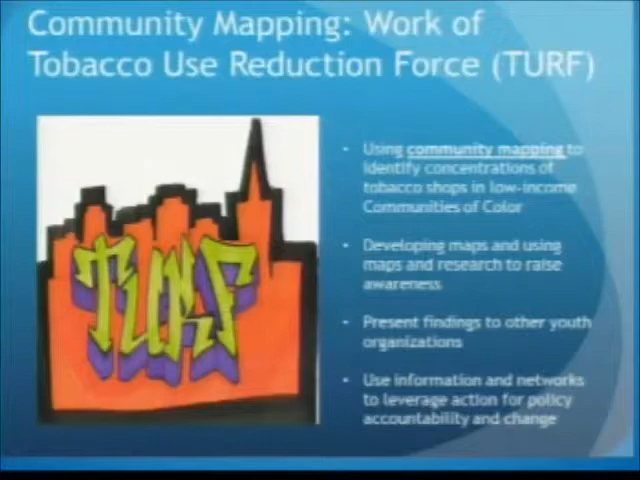 Community Mapping: Work of
Tobacco Use Reduction Force (TURF)
TURF
• Using community mapping to
identify concentrations of
tobacco shops in low-income
Communities of Color
• Developing maps and using
maps and research to raise
awareness
• Present findings to other youth
organizations
• Use information and networks
to leverage action for policy
accountability and change